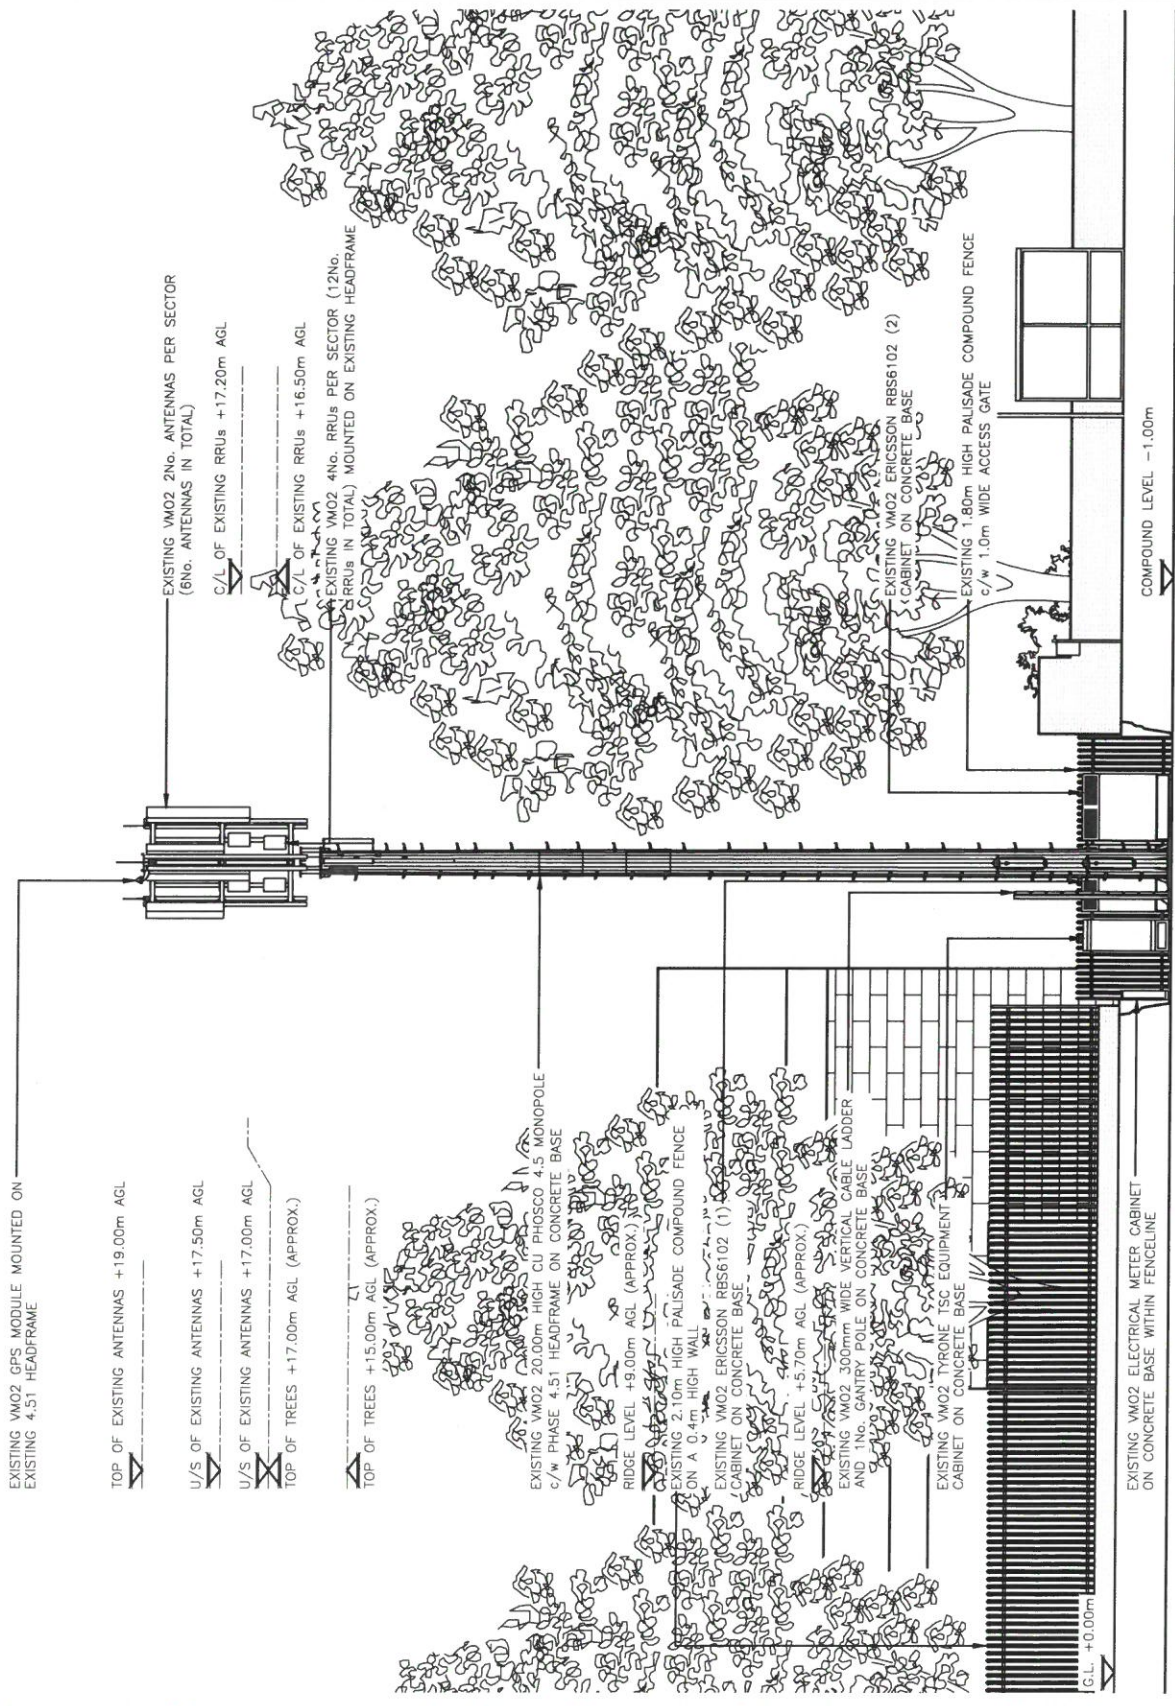 EXISTING VMO2 GPS MODULE MOUNTED ON
EXISTING 4.51 HEADFRAME
TOP OF EXISTING ANTENNAS +19.00m AGL
U/S OF EXISTING ANTENNAS +17.50m AGL
U/S OF EXISTING ANTENNAS +17.00m AGL
TOP OF TREES +17.00m AGL (APPROX.)
TOP OF TREES +15.00m AGL (APPROX.)
EXISTING VMO2 20.00m HIGH CU PHOSCO 4.5 MONOPOLE
c/w PHASE 4.51 HEADFRAME ON CONCRETE BASE
RIDGE LEVEL +9.00m AGL (APPROX.)
EXISTING 2.10m HIGH PALISADE COMPOUND FENCE
ON A 0.4m HIGH WALL
EXISTING VMO2 ERICSSON RBS6102 (1)
CABINET ON CONCRETE BASE
RIDGE LEVEL +5.70m AGL (APPROX.)
EXISTING VMO2 300mm WIDE VERTICAL CABLE LADDER
AND 1No. GANTRY POLE ON CONCRETE BASE
EXISTING VMO2 TYRONE TSC EQUIPMENT
CABINET ON CONCRETE BASE
G.L. +0.00m
EXISTING VMO2 ELECTRICAL METER CABINET
ON CONCRETE BASE WITHIN FENCELINE
EXISTING VMO2 2No. ANTENNAS PER SECTOR
(6No. ANTENNAS IN TOTAL)
C/L OF EXISTING RRUs +17.20m AGL
C/L OF EXISTING RRUs +16.50m AGL
EXISTING VMO2 4No. RRUs PER SECTOR (12No.
RRUs IN TOTAL) MOUNTED ON EXISTING HEADFRAME
EXISTING VMO2 ERICSSON RBS6102 (2)
CABINET ON CONCRETE BASE
EXISTING 1.80m HIGH PALISADE COMPOUND FENCE
c/w 1.0m WIDE ACCESS GATE
COMPOUND LEVEL -1.00m